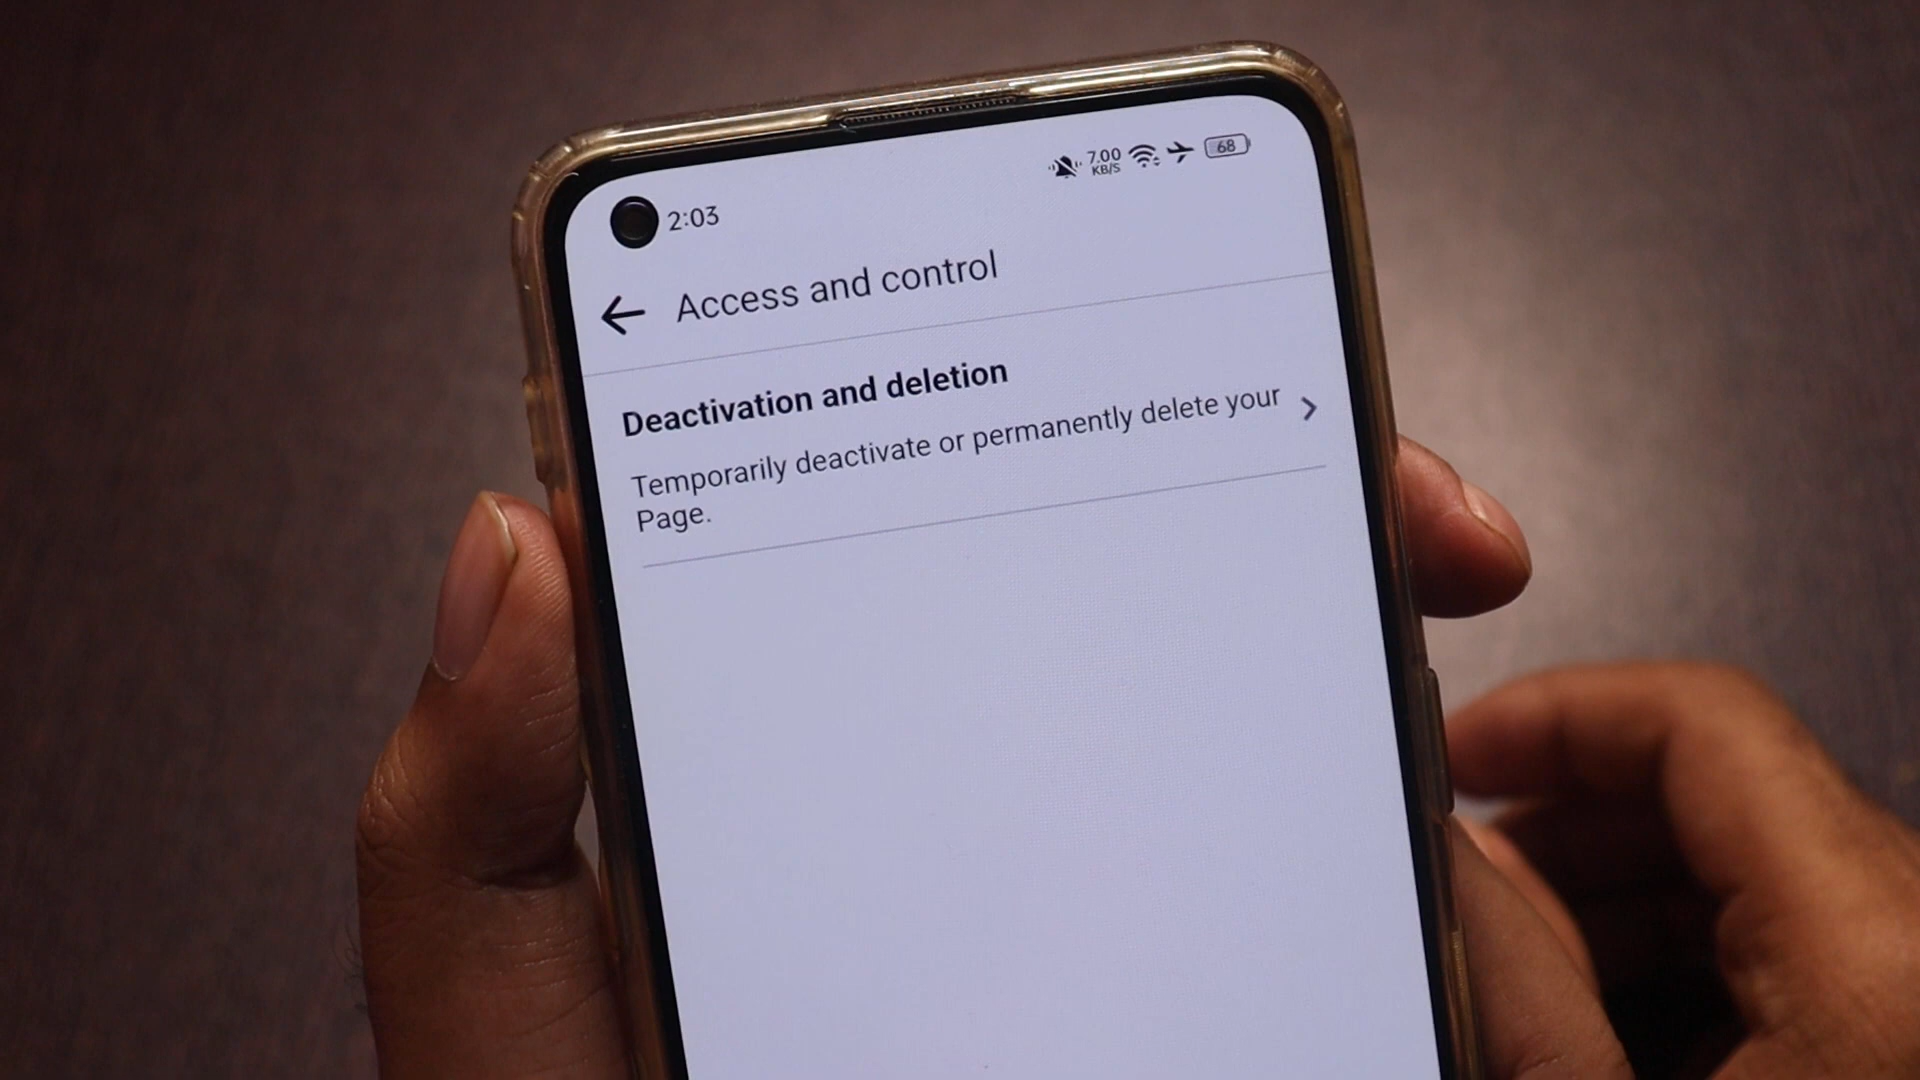 7.00
KB/S
68
2:03
Access and control
Deactivation and deletion
Temporarily deactivate or permanently delete your
Page.